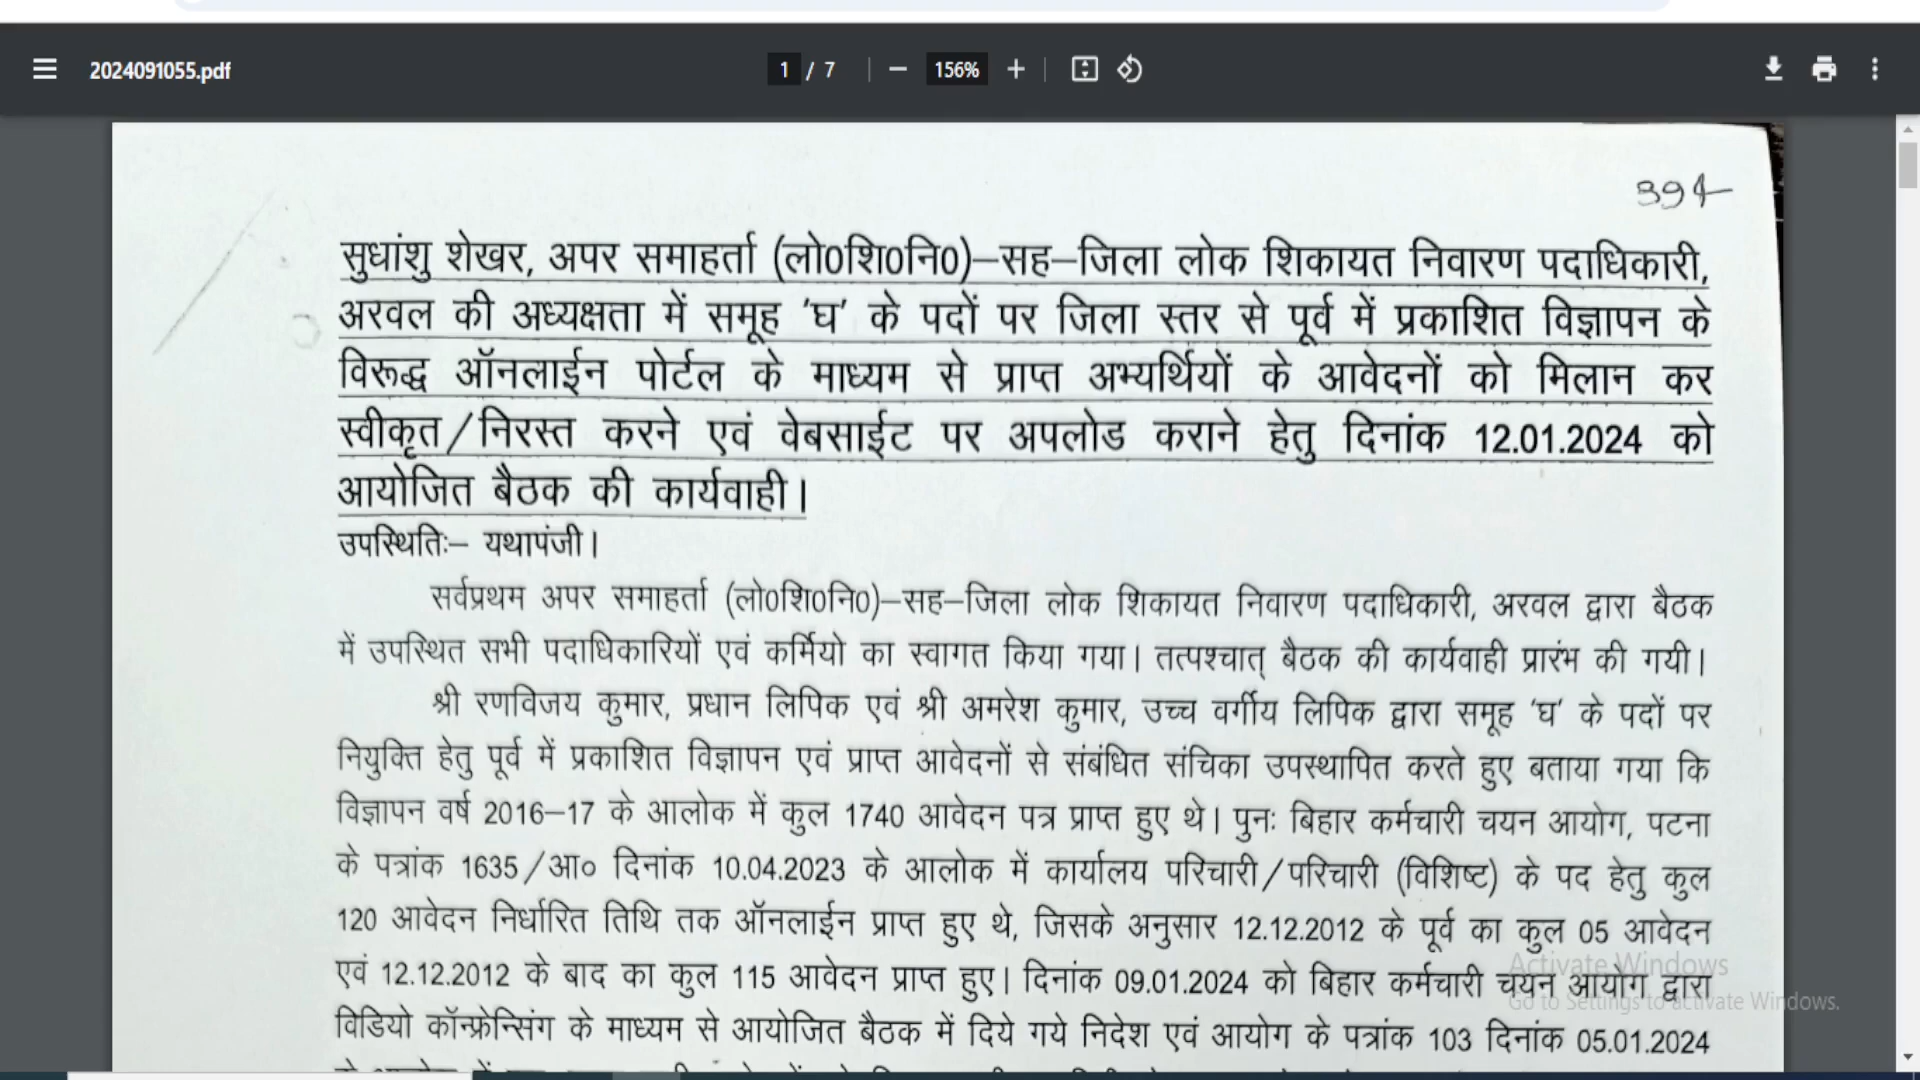 2024091055.pdf
1 / 7
156%
394
सुधांशु शेखर, अपर समाहर्ता (लो0शि0नि0)–सह–जिला लोक शिकायत निवारण पदाधिकारी,
अरवल की अध्यक्षता में समूह 'घ' के पदों पर जिला स्तर से पूर्व में प्रकाशित विज्ञापन के
विरूद्ध ऑनलाईन पोर्टल के माध्यम से प्राप्त अभ्यर्थियों के आवेदनों को मिलान कर
स्वीकृत/निरस्त करने एवं वेबसाईट पर अपलोड कराने हेतु दिनांक 12.01.2024 को
आयोजित बैठक की कार्यवाही।
उपस्थितिः– यथापंजी।
सर्वप्रथम अपर समाहर्ता (लो0शि0नि0)–सह–जिला लोक शिकायत निवारण पदाधिकारी, अरवल द्वारा बैठक
में उपस्थित सभी पदाधिकारियों एवं कर्मियो का स्वागत किया गया। तत्पश्चात् बैठक की कार्यवाही प्रारंभ की गयी।
श्री रणविजय कुमार, प्रधान लिपिक एवं श्री अमरेश कुमार, उच्च वर्गीय लिपिक द्वारा समूह 'घ' के पदों पर
नियुक्ति हेतु पूर्व में प्रकाशित विज्ञापन एवं प्राप्त आवेदनों से संबंधित संचिका उपस्थापित करते हुए बताया गया कि
विज्ञापन वर्ष 2016–17 के आलोक में कुल 1740 आवेदन पत्र प्राप्त हुए थे। पुनः बिहार कर्मचारी चयन आयोग, पटना
के पत्रांक 1635/आ० दिनांक 10.04.2023 के आलोक में कार्यालय परिचारी/परिचारी (विशिष्ट) के पद हेतु कुल
120 आवेदन निर्धारित तिथि तक ऑनलाईन प्राप्त हुए थे, जिसके अनुसार 12.12.2012 के पूर्व का कुल 05 आवेदन
एवं 12.12.2012 के बाद का कुल 115 आवेदन प्राप्त हुए। दिनांक 09.01.2024 को बिहार कर्मचारी चयन आयोग द्वारा
विडियो कॉन्फ्रेन्सिंग के माध्यम से आयोजित बैठक में दिये गये निदेश एवं आयोग के पत्रांक 103 दिनांक 05.01.2024
Activate Windows
Go to Settings to activate Windows.